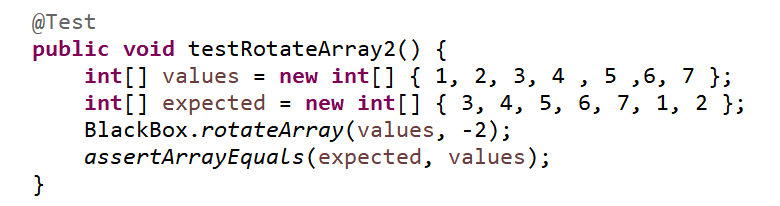 @Test
public void testRotateArray2() {
    int[] values = new int[] { 1, 2, 3, 4 , 5 ,6, 7 };
    int[] expected = new int[] { 3, 4, 5, 6, 7, 1, 2 };
    BlackBox.rotateArray(values, -2);
    assertArrayEquals(expected, values);
}